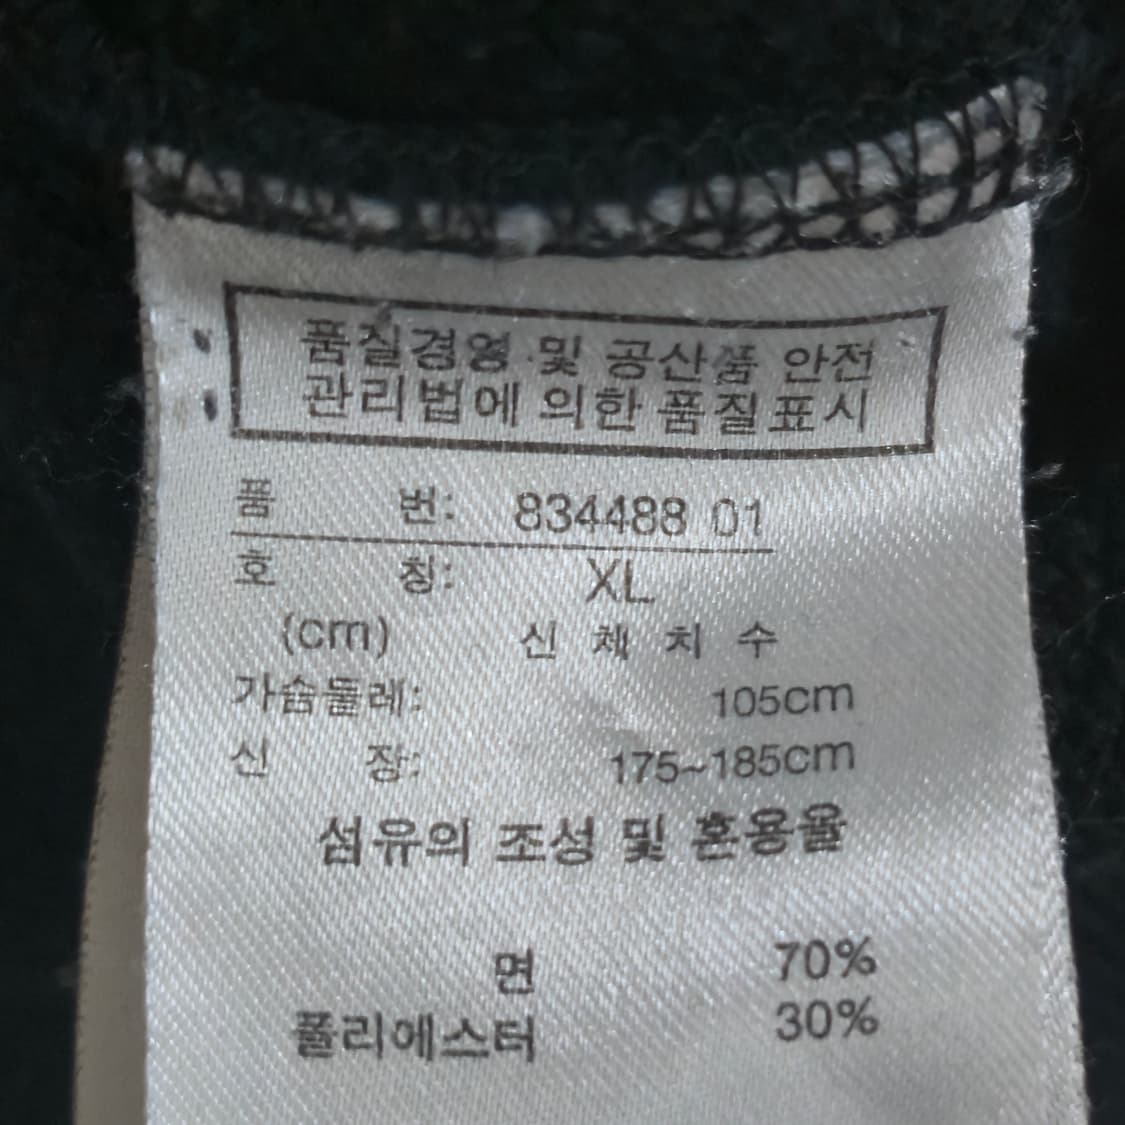 품질경영 및 공산품 안전
관리법에 의한 품질표시
품 번: 834488 01
호 칭: XL
(cm) 신 체 치 수
가슴둘레: 105cm
신 장: 175~185cm
섬유의 조성 및 혼용율
면 70%
폴리에스터 30%